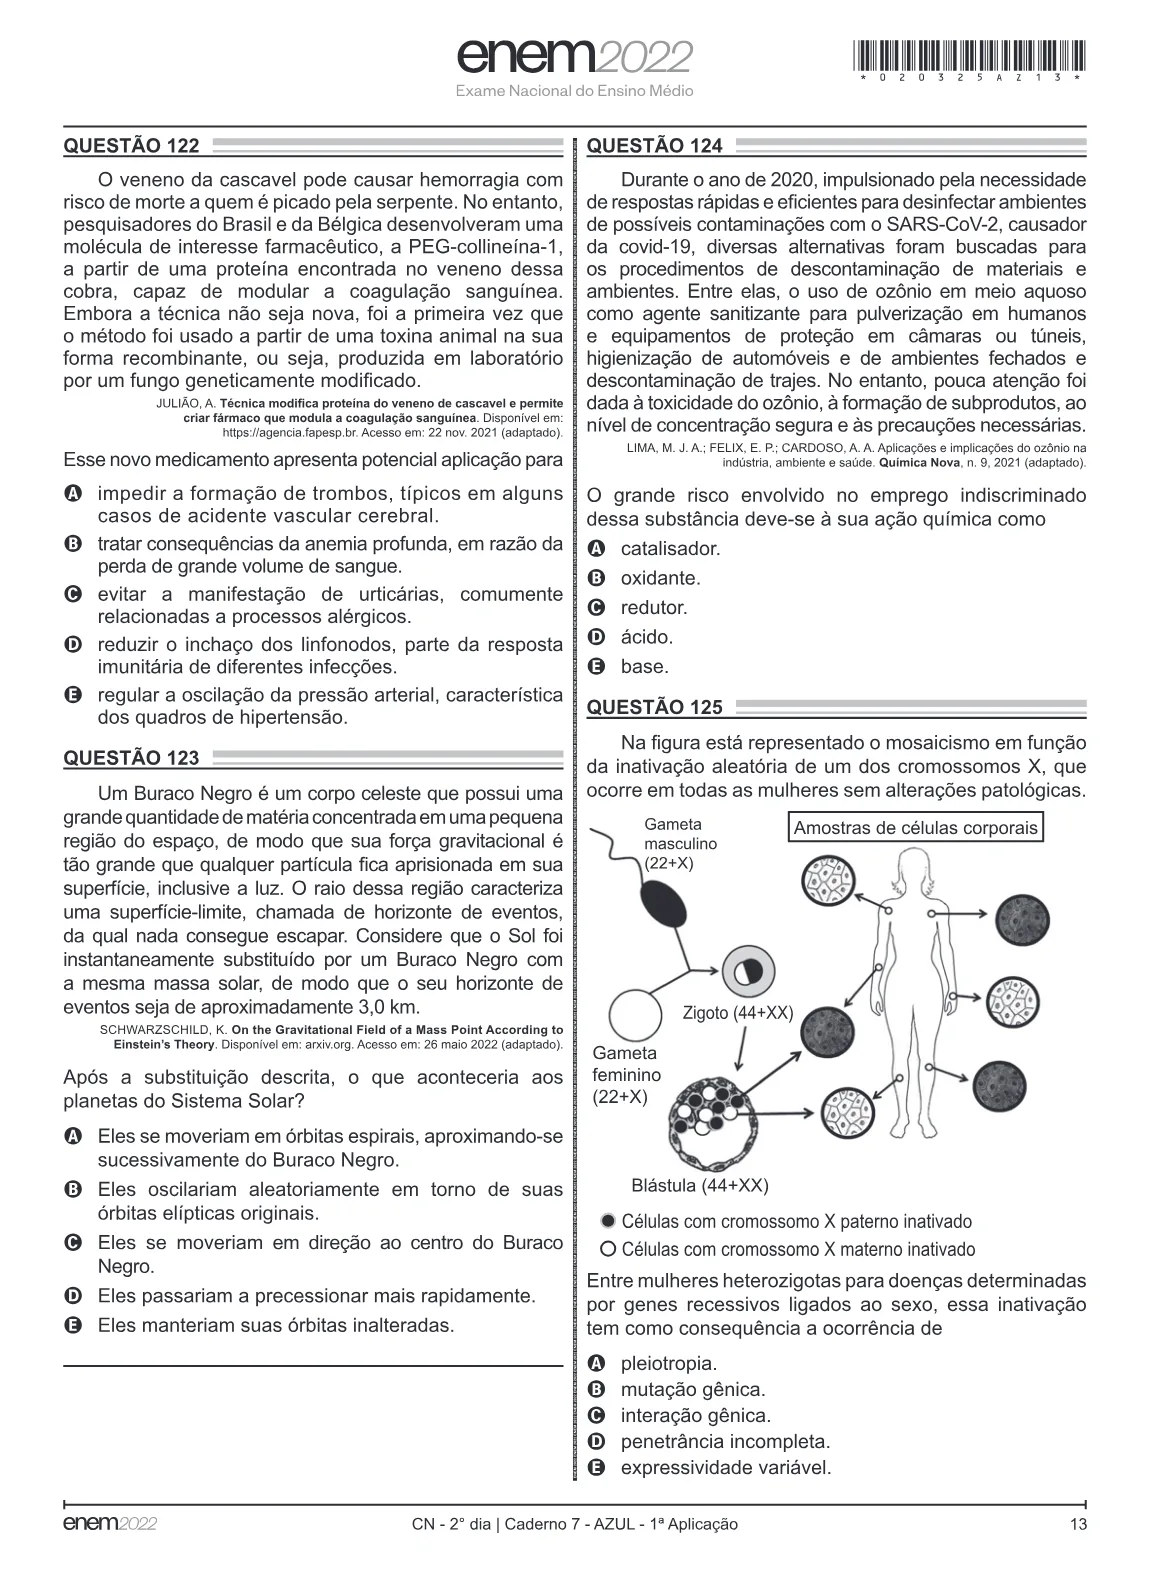 enem2022
Exame Nacional do Ensino Médio
*020325AZ13*
QUESTÃO 122
O veneno da cascavel pode causar hemorragia com
risco de morte a quem é picado pela serpente. No entanto,
pesquisadores do Brasil e da Bélgica desenvolveram uma
molécula de interesse farmacêutico, a PEG-collineína-1,
a partir de uma proteína encontrada no veneno dessa
cobra, capaz de modular a coagulação sanguínea.
Embora a técnica não seja nova, foi a primeira vez que
o método foi usado a partir de uma toxina animal na sua
forma recombinante, ou seja, produzida em laboratório
por um fungo geneticamente modificado.
JULIÃO, A. Técnica modifica proteína do veneno de cascavel e permite
criar fármaco que modula a coagulação sanguínea. Disponível em:
https://agencia.fapesp.br. Acesso em: 22 nov. 2021 (adaptado).
Esse novo medicamento apresenta potencial aplicação para
A impedir a formação de trombos, típicos em alguns
casos de acidente vascular cerebral.
B tratar consequências da anemia profunda, em razão da
perda de grande volume de sangue.
C evitar a manifestação de urticárias, comumente
relacionadas a processos alérgicos.
D reduzir o inchaço dos linfonodos, parte da resposta
imunitária de diferentes infecções.
E regular a oscilação da pressão arterial, característica
dos quadros de hipertensão.
QUESTÃO 123
Um Buraco Negro é um corpo celeste que possui uma
grande quantidade de matéria concentrada em uma pequena
região do espaço, de modo que sua força gravitacional é
tão grande que qualquer partícula fica aprisionada em sua
superfície, inclusive a luz. O raio dessa região caracteriza
uma superfície-limite, chamada de horizonte de eventos,
da qual nada consegue escapar. Considere que o Sol foi
instantaneamente substituído por um Buraco Negro com
a mesma massa solar, de modo que o seu horizonte de
eventos seja de aproximadamente 3,0 km.
SCHWARZSCHILD, K. On the Gravitational Field of a Mass Point According to
Einstein's Theory. Disponível em: arxiv.org. Acesso em: 26 maio 2022 (adaptado).
Após a substituição descrita, o que aconteceria aos
planetas do Sistema Solar?
A Eles se moveriam em órbitas espirais, aproximando-se
sucessivamente do Buraco Negro.
B Eles oscilariam aleatoriamente em torno de suas
órbitas elípticas originais.
C Eles se moveriam em direção ao centro do Buraco
Negro.
D Eles passariam a precessionar mais rapidamente.
E Eles manteriam suas órbitas inalteradas.
QUESTÃO 124
Durante o ano de 2020, impulsionado pela necessidade
de respostas rápidas e eficientes para desinfectar ambientes
de possíveis contaminações com o SARS-CoV-2, causador
da covid-19, diversas alternativas foram buscadas para
os procedimentos de descontaminação de materiais e
ambientes. Entre elas, o uso de ozônio em meio aquoso
como agente sanitizante para pulverização em humanos
e equipamentos de proteção em câmaras ou túneis,
higienização de automóveis e de ambientes fechados e
descontaminação de trajes. No entanto, pouca atenção foi
dada à toxicidade do ozônio, à formação de subprodutos, ao
nível de concentração segura e às precauções necessárias.
LIMA, M. J. A.; FELIX, E. P.; CARDOSO, A. A. Aplicações e implicações do ozônio na
indústria, ambiente e saúde. Química Nova, n. 9, 2021 (adaptado).
O grande risco envolvido no emprego indiscriminado
dessa substância deve-se à sua ação química como
A catalisador.
B oxidante.
C redutor.
D ácido.
E base.
QUESTÃO 125
Na figura está representado o mosaicismo em função
da inativação aleatória de um dos cromossomos X, que
ocorre em todas as mulheres sem alterações patológicas.
Gameta
masculino
(22+X)
Amostras de células corporais
Zigoto (44+XX)
Gameta
feminino
(22+X)
Blástula (44+XX)
Células com cromossomo X paterno inativado
Células com cromossomo X materno inativado
Entre mulheres heterozigotas para doenças determinadas
por genes recessivos ligados ao sexo, essa inativação
tem como consequência a ocorrência de
A pleiotropia.
B mutação gênica.
C interação gênica.
D penetrância incompleta.
E expressividade variável.
enem2022
CN - 2° dia | Caderno 7 - AZUL - 1ª Aplicação
13